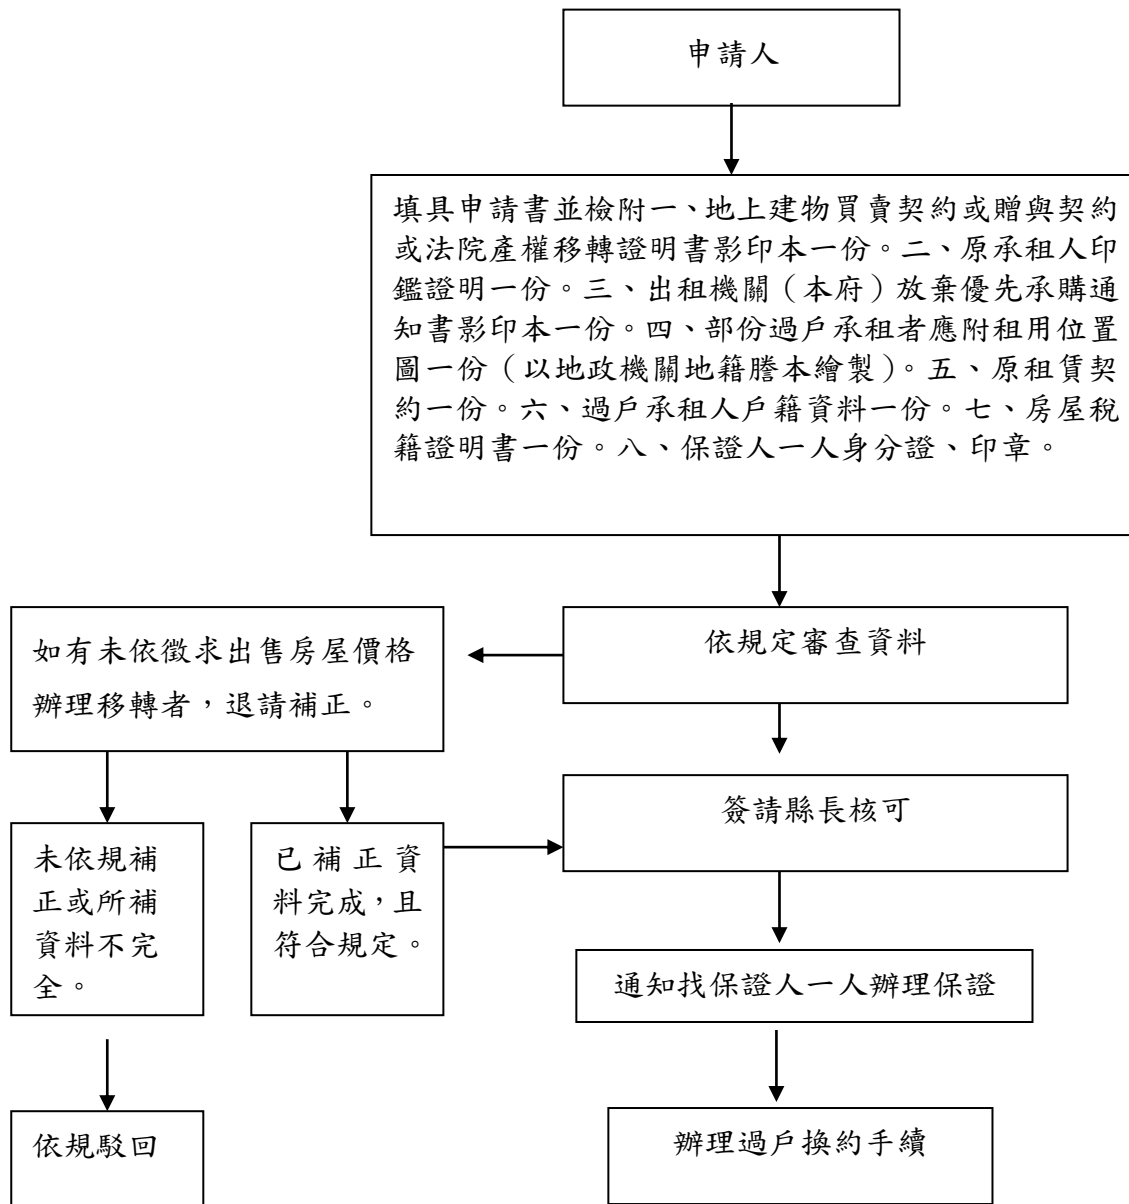 申請人
填具申請書並檢附一、地上建物買賣契約或贈與契約
或法院產權移轉證明書影印本一份。二、原承租人印
鑑證明一份。三、出租機關（本府）放棄優先承購通
知書影印本一份。四、部份過戶承租者應附租用位置
圖一份（以地政機關地籍謄本繪製）。五、原租賃契
約一份。六、過戶承租人戶籍資料一份。七、房屋稅
籍證明書一份。八、保證人一人身分證、印章。
依規定審查資料
如有未依徵求出售房屋價格
辦理移轉者，退請補正。
簽請縣長核可
未依規補
正或所補
資料不完
全。
已補正資
料完成，且
符合規定。
通知找保證人一人辦理保證
依規駁回
辦理過戶換約手續